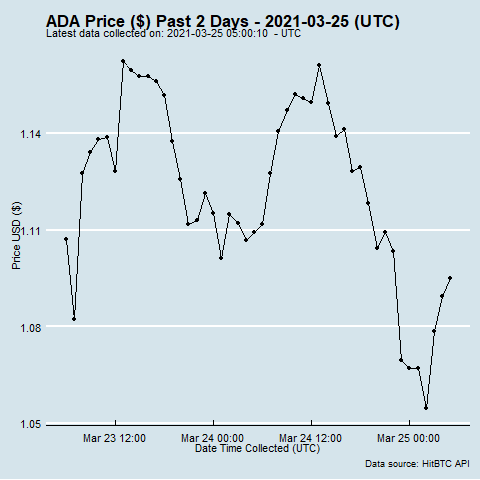 ADA Price ($) Past 2 Days - 2021-03-25 (UTC)
Latest data collected on: 2021-03-25 05:00:10 - UTC
Price USD ($)
1.14
1.11
1.08
1.05
Mar 23 12:00 Mar 24 00:00 Mar 24 12:00 Mar 25 00:00
Date Time Collected (UTC)
Data source: HitBTC API